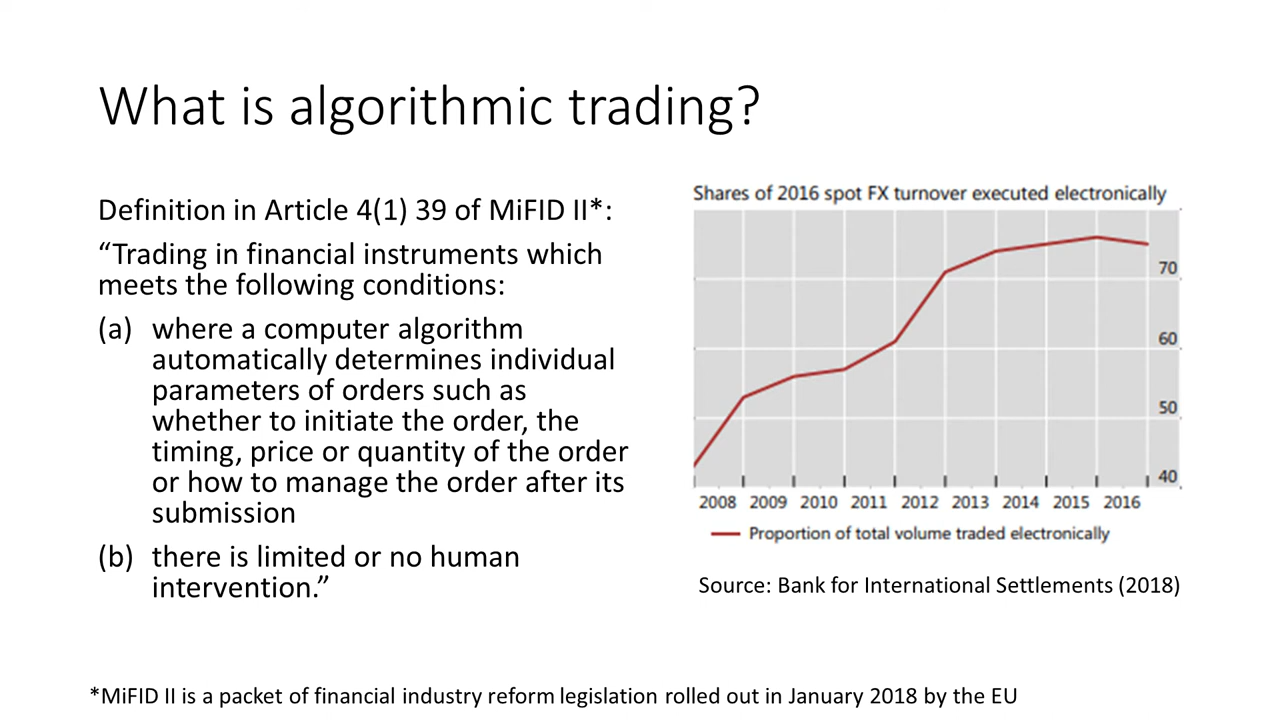 What is algorithmic trading?
Definition in Article 4(1) 39 of MiFID II*:
“Trading in financial instruments which
meets the following conditions:
(a) where a computer algorithm
automatically determines individual
parameters of orders such as
whether to initiate the order, the
timing, price or quantity of the order
or how to manage the order after its
submission
(b) there is limited or no human
intervention.”
Shares of 2016 spot FX turnover executed electronically
70
60
50
40
2008 2009 2010 2011 2012 2013 2014 2015 2016
Proportion of total volume traded electronically
Source: Bank for International Settlements (2018)
*MiFID II is a packet of financial industry reform legislation rolled out in January 2018 by the EU